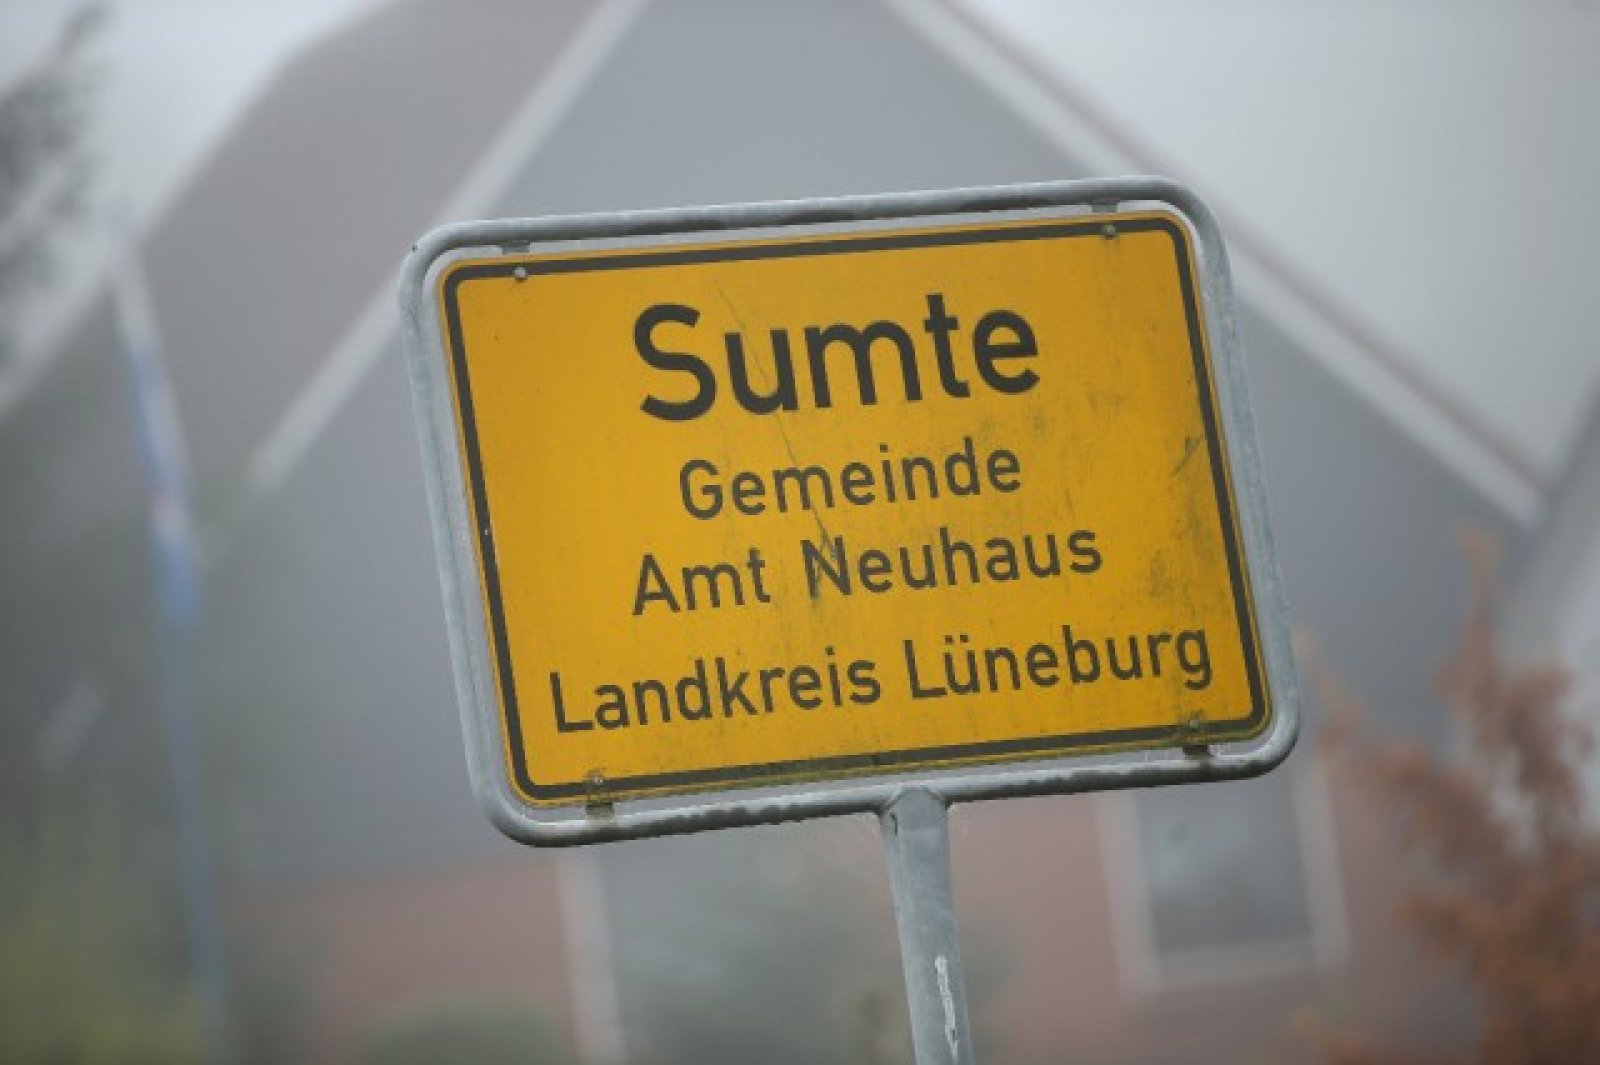 Sumte
Gemeinde
Amt Neuhaus
Landkreis Lüneburg